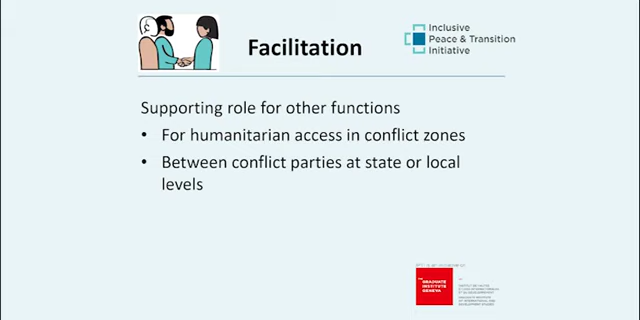 Facilitation
Inclusive
Peace & Transition
Initiative
Supporting role for other functions
• For humanitarian access in conflict zones
• Between conflict parties at state or local
levels
THE
GRADUATE
INSTITUTE
GENEVA